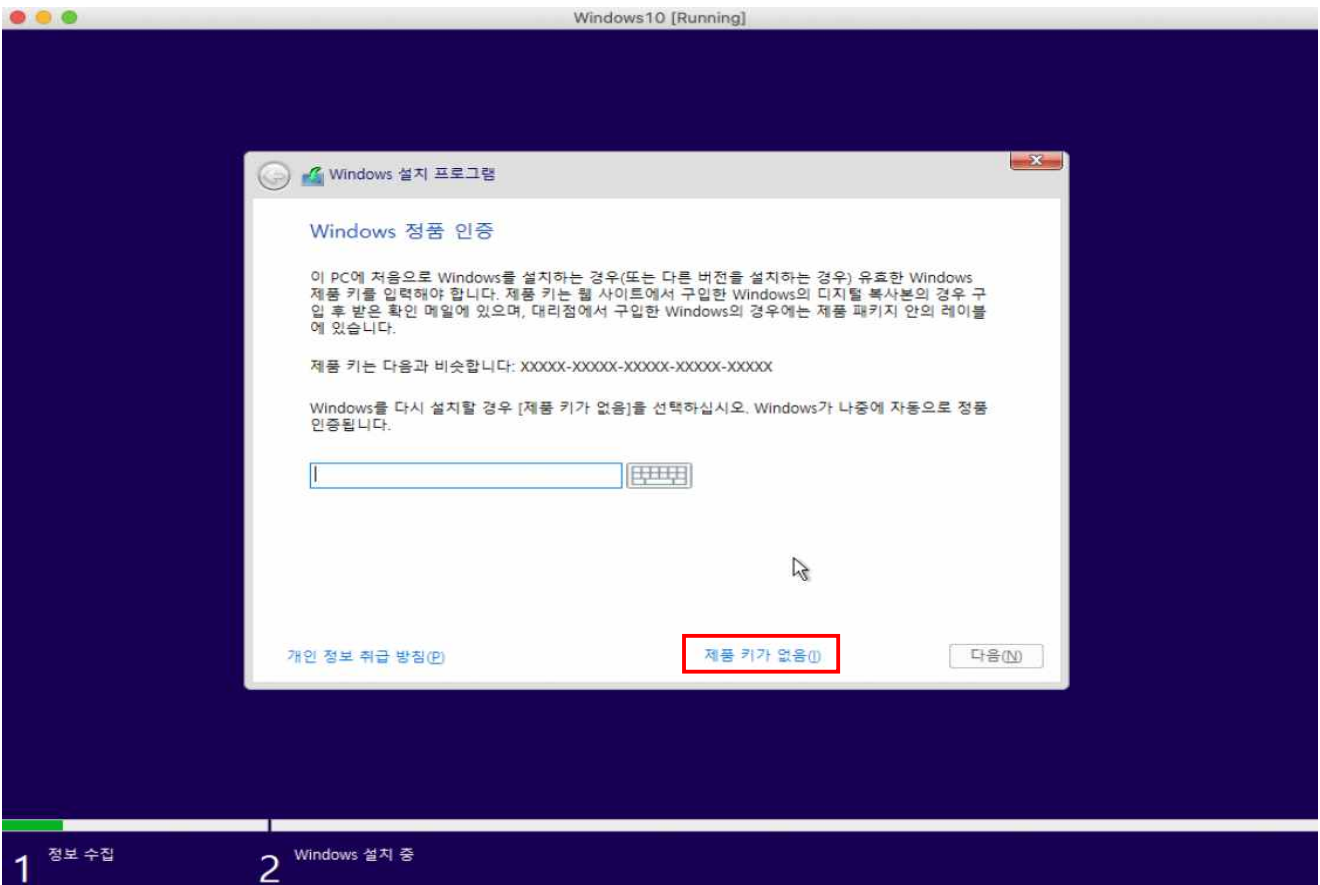 Windows10 [Running]
Windows 설치 프로그램
Windows 정품 인증
이 PC에 처음으로 Windows를 설치하는 경우(또는 다른 버전을 설치하는 경우) 유효한 Windows
제품 키를 입력해야 합니다. 제품 키는 웹 사이트에서 구입한 Windows의 디지털 복사본의 경우 구
입 후 받은 확인 메일에 있으며, 대리점에서 구입한 Windows의 경우에는 제품 패키지 안의 레이블
에 있습니다.
제품 키는 다음과 비슷합니다: XXXXX-XXXXX-XXXXX-XXXXX-XXXXX
Windows를 다시 설치할 경우 [제품 키가 없음]을 선택하십시오. Windows가 나중에 자동으로 정품
인증됩니다.
개인 정보 취급 방침(P)
제품 키가 없음(I)
다음(N)
1 정보 수집
2 Windows 설치 중